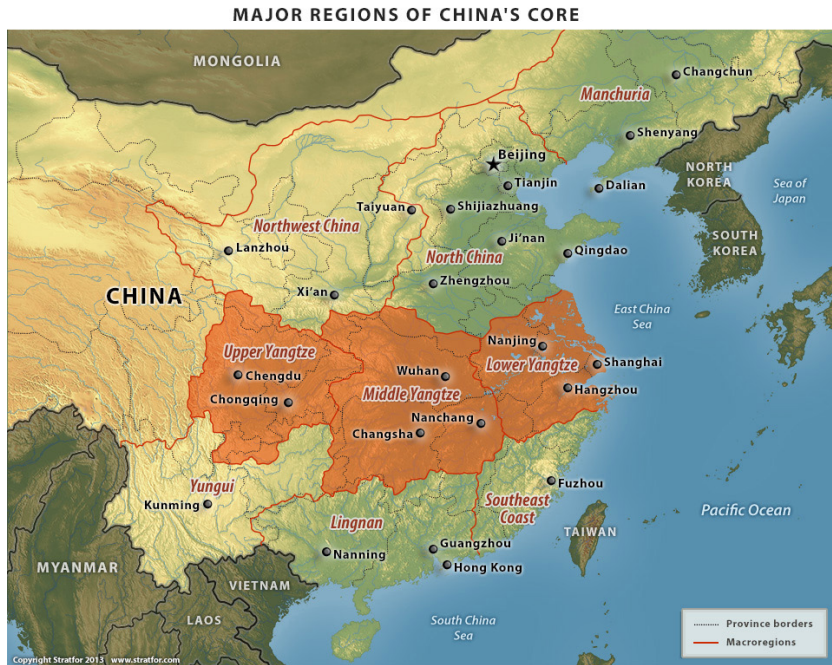 MAJOR REGIONS OF CHINA'S CORE
MONGOLIA
Changchun
Manchuria
Shenyang
Beijing
NORTH
KOREA
Tianjin
Dalian
Sea of
Japan
Taiyuan
Shijiazhuang
Northwest China
SOUTH
KOREA
Lanzhou
Ji'nan
North China
Qingdao
Zhengzhou
CHINA
Xi'an
East China
Sea
Nanjing
Upper Yangtze
Shanghai
Lower Yangtze
Chengdu
Wuhan
Hangzhou
Middle Yangtze
Chongqing
Nanchang
Changsha
Yungui
Fuzhou
Southeast
Coast
Kunming
Pacific Ocean
Lingnan
TAIWAN
Guangzhou
Nanning
Hong Kong
MYANMAR
VIETNAM
LAOS
South China
Sea
Province borders
Macroregions
Copyright Stratfor 2013 www.stratfor.com